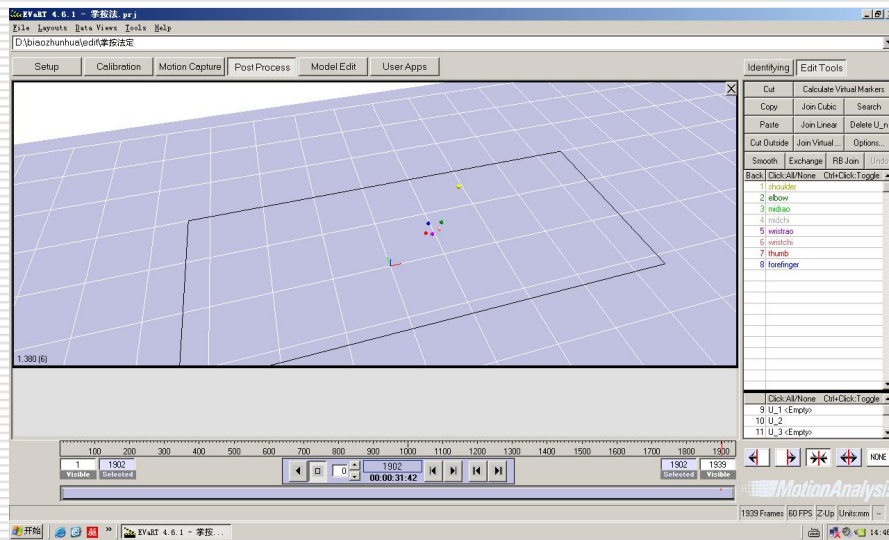 EVaRT 4.6.1 - 掌按法.prj
File Layouts Data Views Tools Help
D:\biaozhunhua\edit\掌按法定
Setup Calibration Motion Capture Post Process Model Edit User Apps
Identifying Edit Tools
Cut Calculate Virtual Markers
Copy Join Cubic Search
Paste Join Linear Delete U_n
Cut Outside Join Virtual... Options...
Smooth Exchange RB Join Undo
Back Click:All/None Ctrl+Click:Toggle
1 shoulder
2 elbow
3 midrao
4 midchi
5 wristrao
6 wristchi
7 thumb
8 forefinger
1.380 (6)
Click:All/None Ctrl+Click:Toggle
9 U_1 <Empty>
10 U_2
11 U_3 <Empty>
100 200 300 400 500 600 700 800 900 1000 1100 1200 1300 1400 1500 1600 1700 1800 1900
1 1902 0 1902 1902 1939 NONE
Visible Selected 00:00:31:42 Selected Visible
MotionAnalysis
1939 Frames 60 FPS Z-Up Units:mm --
开始 » EVaRT 4.6.1 - 掌按... 14:46